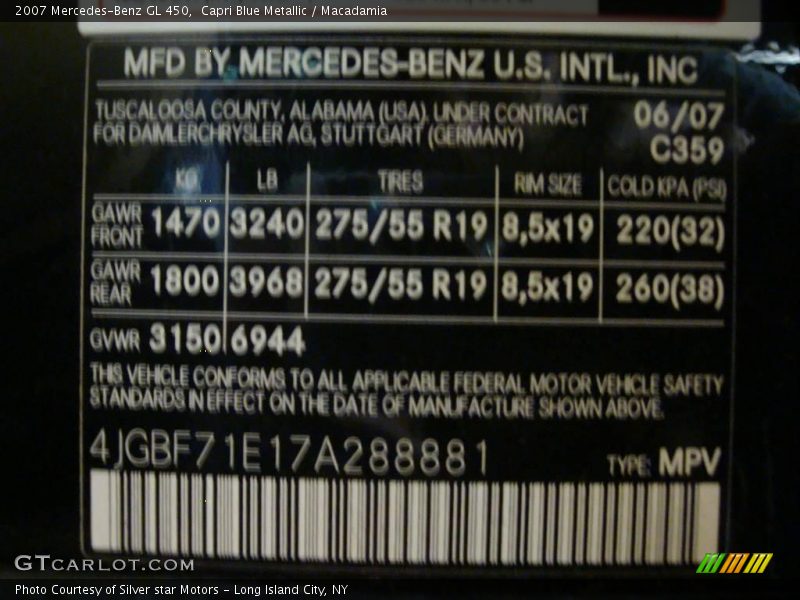 2007 Mercedes-Benz GL 450, Capri Blue Metallic / Macadamia
MFD BY MERCEDES-BENZ U.S. INTL., INC
TUSCALOOSA COUNTY, ALABAMA (USA), UNDER CONTRACT 06/07
FOR DAIMLERCHRYSLER AG, STUTTGART (GERMANY) C359
KG LB TIRES RIM SIZE COLD KPA (PSI)
GAWR FRONT 1470 3240 275/55 R19 8,5x19 220(32)
GAWR REAR 1800 3968 275/55 R19 8,5x19 260(38)
GVWR 3150 6944
THIS VEHICLE CONFORMS TO ALL APPLICABLE FEDERAL MOTOR VEHICLE SAFETY
STANDARDS IN EFFECT ON THE DATE OF MANUFACTURE SHOWN ABOVE.
4JGBF71E17A288881 TYPE: MPV
GTCARLOT.COM
Photo Courtesy of Silver star Motors - Long Island City, NY